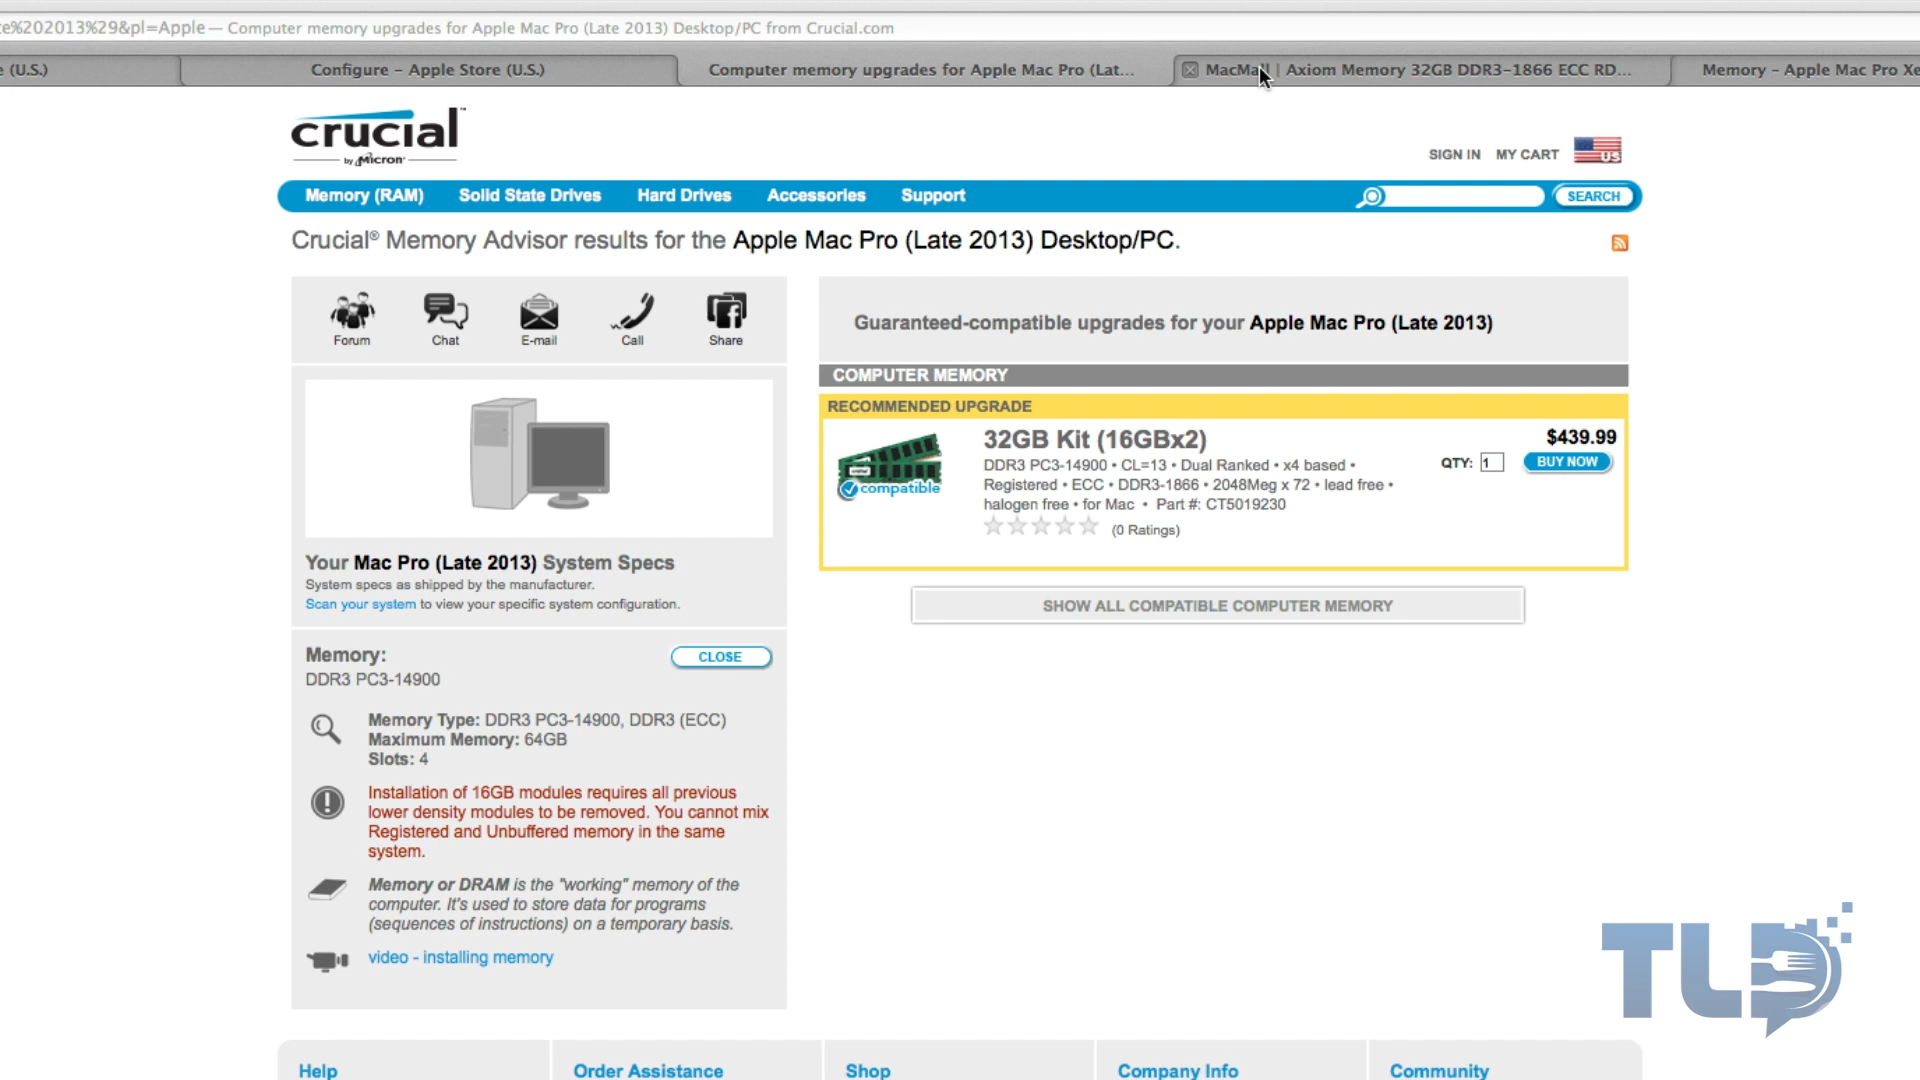 te%202013%29&pl=Apple — Computer memory upgrades for Apple Mac Pro (Late 2013) Desktop/PC from Crucial.com
e (U.S.)
Configure – Apple Store (U.S.)
Computer memory upgrades for Apple Mac Pro (Lat...
MacMall | Axiom Memory 32GB DDR3-1866 ECC RD...
Memory – Apple Mac Pro Xe
crucial™
by Micron®
SIGN IN MY CART US
Memory (RAM) Solid State Drives Hard Drives Accessories Support SEARCH
Crucial® Memory Advisor results for the Apple Mac Pro (Late 2013) Desktop/PC.
Forum Chat E-mail Call Share
Guaranteed-compatible upgrades for your Apple Mac Pro (Late 2013)
COMPUTER MEMORY
RECOMMENDED UPGRADE
compatible
32GB Kit (16GBx2)
DDR3 PC3-14900 • CL=13 • Dual Ranked • x4 based •
Registered • ECC • DDR3-1866 • 2048Meg x 72 • lead free •
halogen free • for Mac • Part #: CT5019230
(0 Ratings)
$439.99
QTY: 1 BUY NOW
SHOW ALL COMPATIBLE COMPUTER MEMORY
Your Mac Pro (Late 2013) System Specs
System specs as shipped by the manufacturer.
Scan your system to view your specific system configuration.
Memory: CLOSE
DDR3 PC3-14900
Memory Type: DDR3 PC3-14900, DDR3 (ECC)
Maximum Memory: 64GB
Slots: 4
Installation of 16GB modules requires all previous
lower density modules to be removed. You cannot mix
Registered and Unbuffered memory in the same
system.
Memory or DRAM is the "working" memory of the
computer. It's used to store data for programs
(sequences of instructions) on a temporary basis.
video - installing memory
TLD
Help Order Assistance Shop Company Info Community